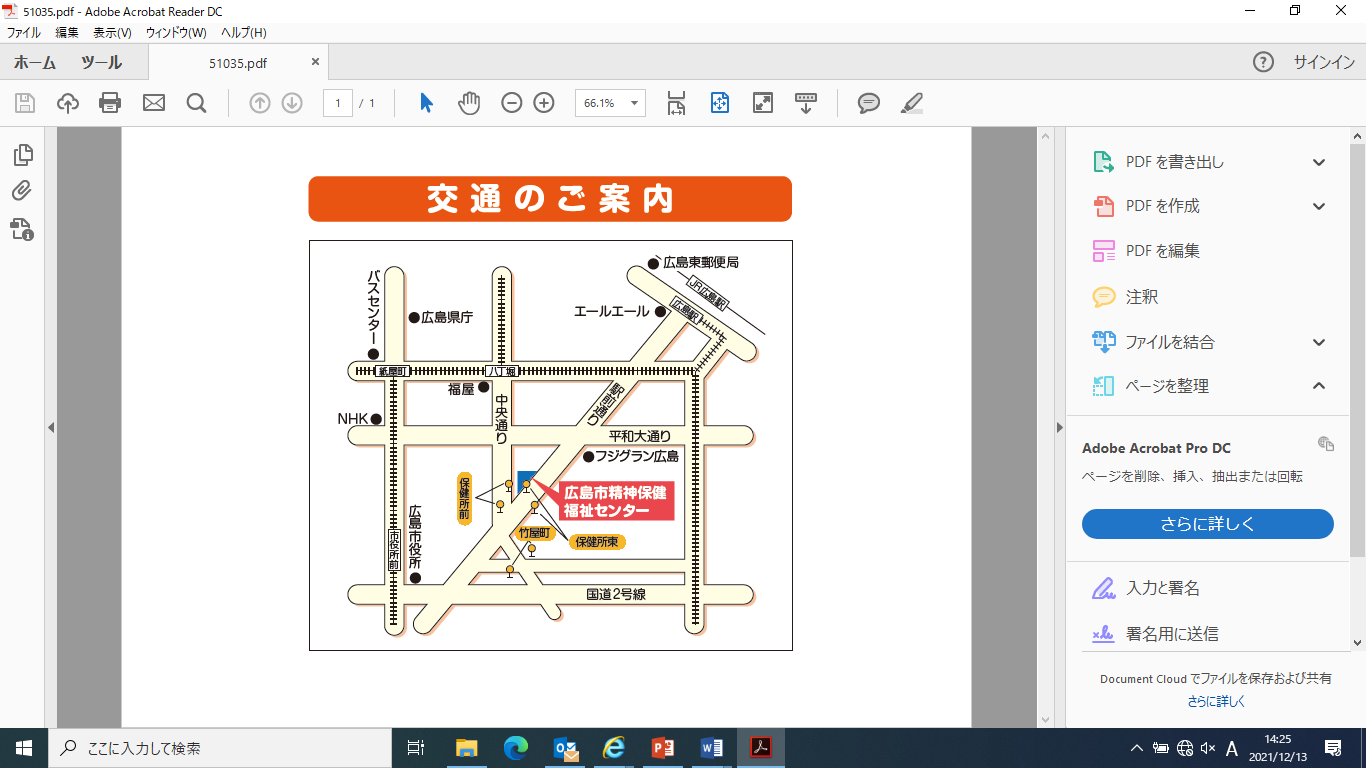 51035.pdf - Adobe Acrobat Reader DC
ファイル 編集 表示(V) ウィンドウ(W) ヘルプ(H)
ホーム ツール 51035.pdf × サインイン
1 / 1 66.1%
交通のご案内
広島東郵便局
JR広島駅
広島駅
エールエール
バスセンター
広島県庁
紙屋町
八丁堀
福屋
駅前通り
中央通り
NHK
平和大通り
フジグラン広島
保健所前
広島市精神保健
福祉センター
広島市役所
市役所前
竹屋町
保健所東
国道2号線
PDF を書き出し
PDF を作成
PDF を編集
注釈
ファイルを結合
ページを整理
Adobe Acrobat Pro DC
ページを削除、挿入、抽出または回転
さらに詳しく
入力と署名
署名用に送信
Document Cloud でファイルを保存および共有
さらに詳しく
ここに入力して検索
A
14:25
2021/12/13